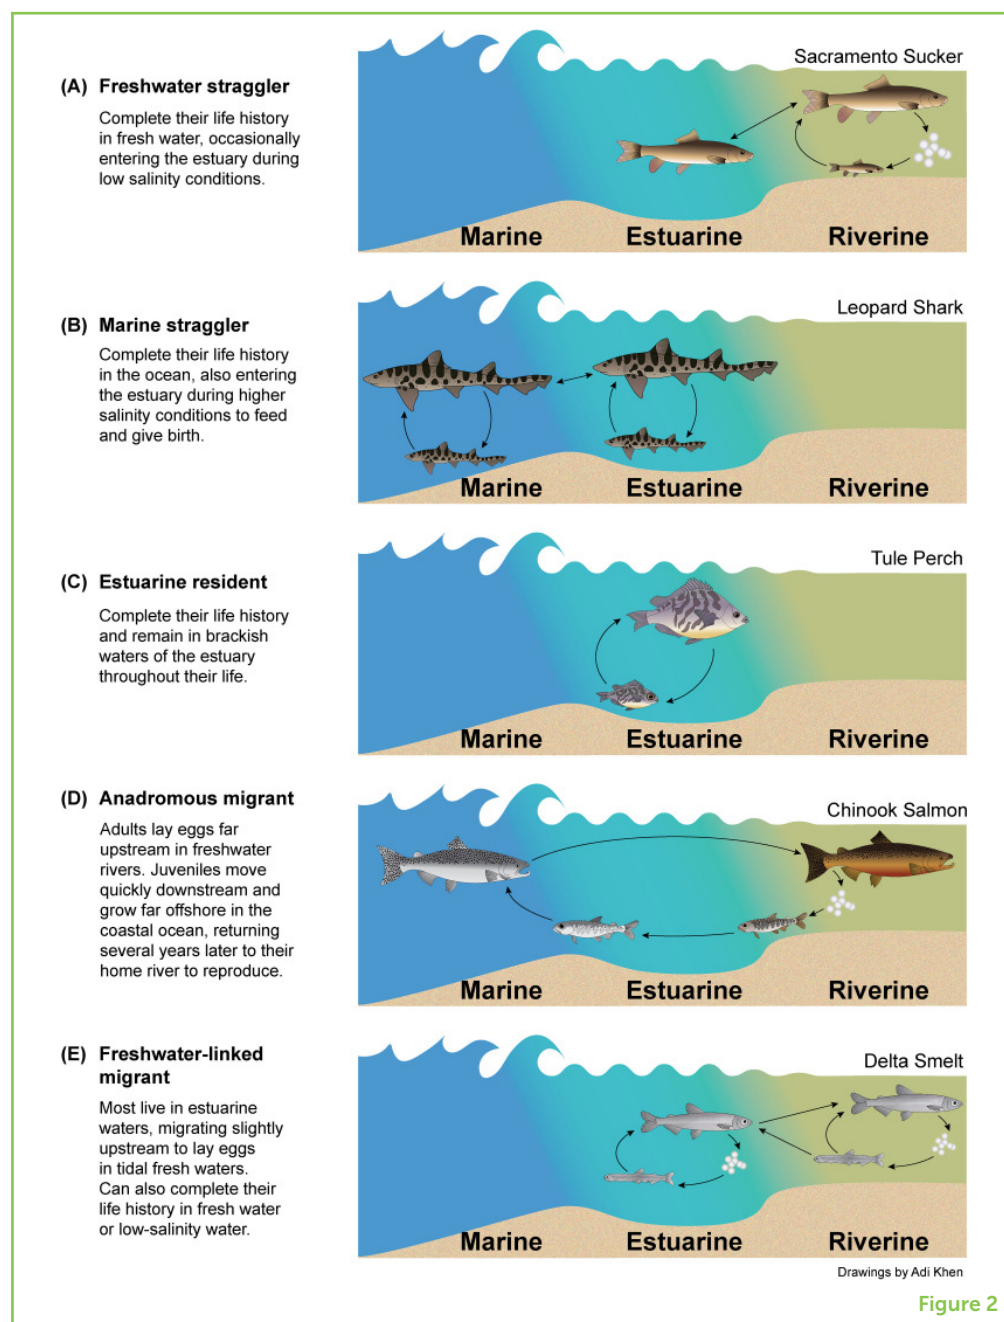 (A) Freshwater straggler
Complete their life history
in fresh water, occasionally
entering the estuary during
low salinity conditions.
Sacramento Sucker
Marine Estuarine Riverine
(B) Marine straggler
Complete their life history
in the ocean, also entering
the estuary during higher
salinity conditions to feed
and give birth.
Leopard Shark
Marine Estuarine Riverine
(C) Estuarine resident
Complete their life history
and remain in brackish
waters of the estuary
throughout their life.
Tule Perch
Marine Estuarine Riverine
(D) Anadromous migrant
Adults lay eggs far
upstream in freshwater
rivers. Juveniles move
quickly downstream and
grow far offshore in the
coastal ocean, returning
several years later to their
home river to reproduce.
Chinook Salmon
Marine Estuarine Riverine
(E) Freshwater-linked
migrant
Most live in estuarine
waters, migrating slightly
upstream to lay eggs
in tidal fresh waters.
Can also complete their
life history in fresh water
or low-salinity water.
Delta Smelt
Marine Estuarine Riverine
Drawings by Adi Khen
Figure 2